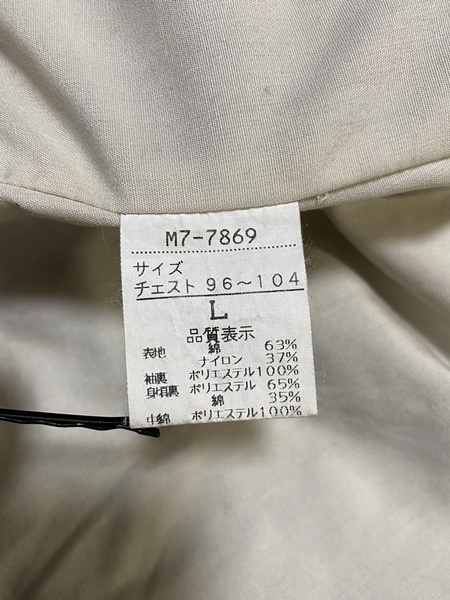 M7-7869
サイズ
チェスト 96～104
L
品質表示
表地 綿 63%
ナイロン 37%
袖裏 ポリエステル100%
身頃裏 ポリエステル 65%
綿 35%
中綿 ポリエステル100%